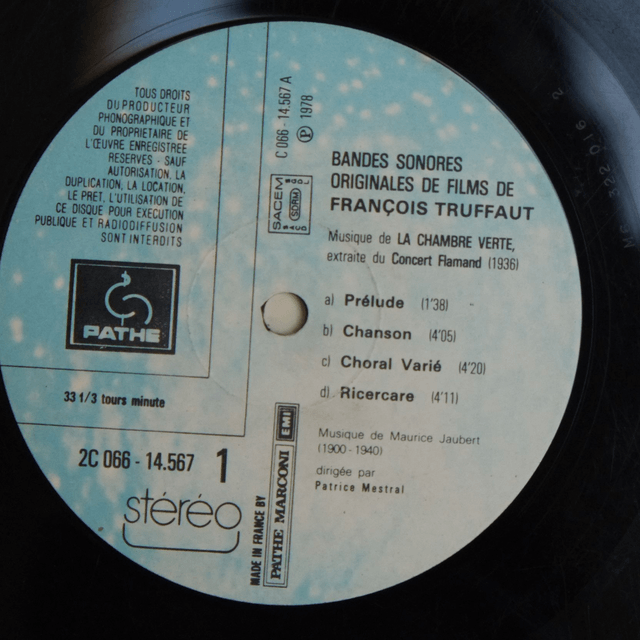 TOUS DROITS
DU PRODUCTEUR
PHONOGRAPHIQUE ET
DU PROPRIETAIRE DE
L'ŒUVRE ENREGISTREE
RESERVES - SAUF
AUTORISATION, LA
DUPLICATION, LA LOCATION,
LE PRET, L'UTILISATION DE
CE DISQUE POUR EXECUTION
PUBLIQUE ET RADIODIFFUSION
SONT INTERDITS
PATHE
33 1/3 tours minute
2C 066 - 14.567 1
stéréo
C 066 - 14.567 A
℗ 1978
SACEM
MADE IN FRANCE BY
PATHE MARCONI EMI
BANDES SONORES
ORIGINALES DE FILMS DE
FRANÇOIS TRUFFAUT
Musique de LA CHAMBRE VERTE,
extraite du Concert Flamand (1936)
a) Prélude (1'38)
b) Chanson (4'05)
c) Choral Varié (4'20)
d) Ricercare (4'11)
Musique de Maurice Jaubert
(1900 - 1940)
dirigée par
Patrice Mestral